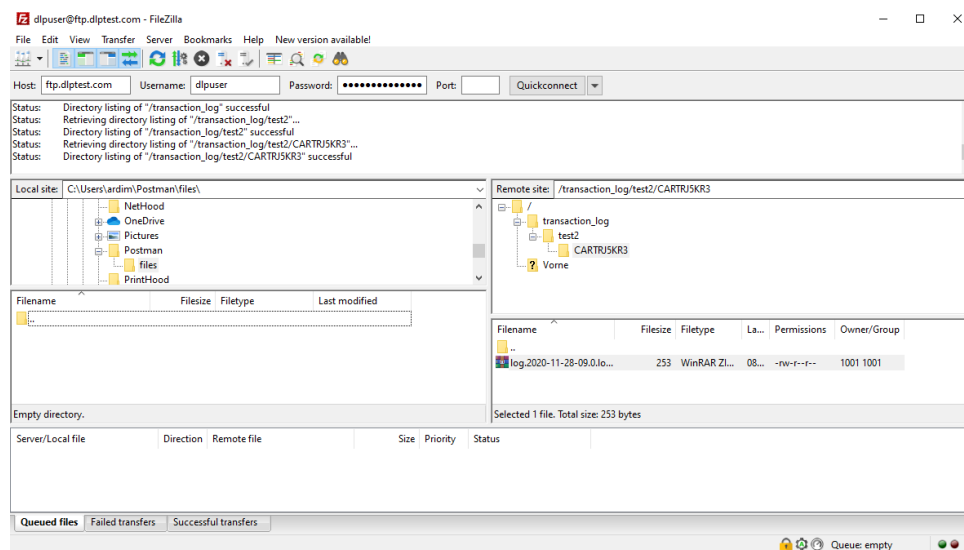 dlpuser@ftp.dlptest.com - FileZilla
File Edit View Transfer Server Bookmarks Help New version available!
Host: ftp.dlptest.com Username: dlpuser Password: ●●●●●●●●●●●●●● Port: Quickconnect
Status: Directory listing of "/transaction_log" successful
Status: Retrieving directory listing of "/transaction_log/test2"...
Status: Directory listing of "/transaction_log/test2" successful
Status: Retrieving directory listing of "/transaction_log/test2/CARTRJ5KR3"...
Status: Directory listing of "/transaction_log/test2/CARTRJ5KR3" successful
Local site: C:\Users\ardim\Postman\files\
NetHood
OneDrive
Pictures
Postman
files
PrintHood
Filename Filesize Filetype Last modified
..
Empty directory.
Remote site: /transaction_log/test2/CARTRJ5KR3
/
transaction_log
test2
CARTRJ5KR3
? Vorne
Filename Filesize Filetype La... Permissions Owner/Group
..
log.2020-11-28-09.0.lo... 253 WinRAR ZI... 08... -rw-r--r-- 1001 1001
Selected 1 file. Total size: 253 bytes
Server/Local file Direction Remote file Size Priority Status
Queued files Failed transfers Successful transfers
Queue: empty